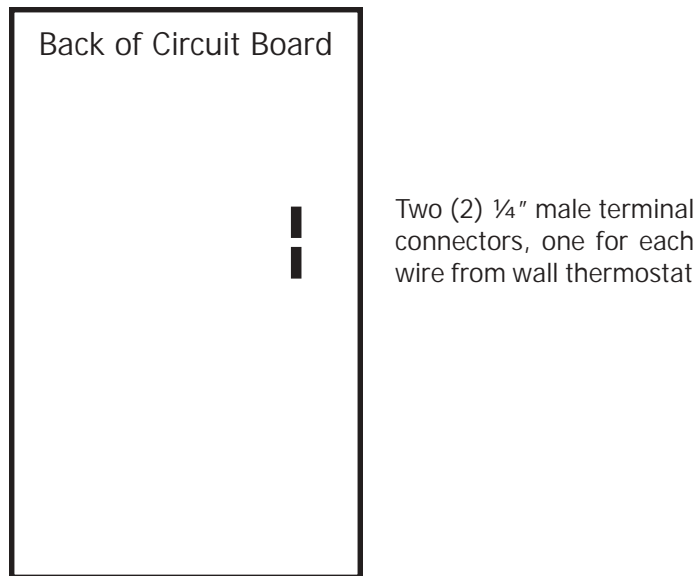 Back of Circuit Board
Two (2) ¼" male terminal
connectors, one for each
wire from wall thermostat